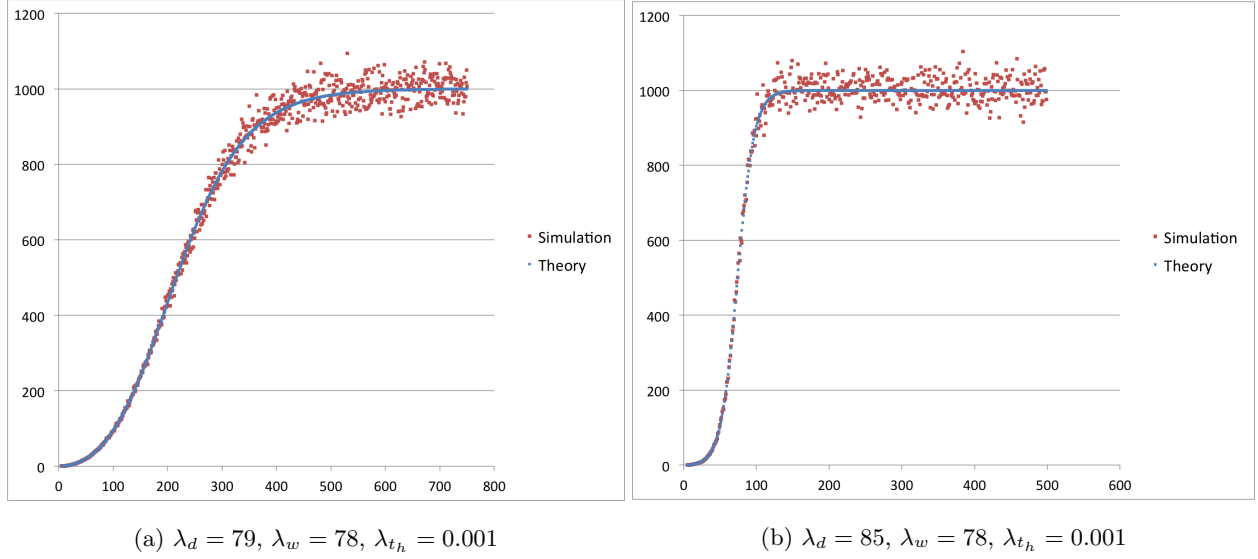 1200
1000
800
600
400
200
0
0 100 200 300 400 500 600 700 800
Simulation
Theory
(a) λ_d = 79, λ_w = 78, λ_{t_h} = 0.001
1200
1000
800
600
400
200
0
0 100 200 300 400 500 600
Simulation
Theory
(b) λ_d = 85, λ_w = 78, λ_{t_h} = 0.001